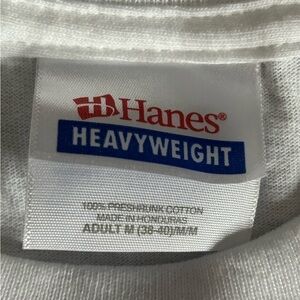 Hanes®
HEAVYWEIGHT
100% PRESHRUNK COTTON
MADE IN HONDURAS
ADULT M (38-40)/M/M